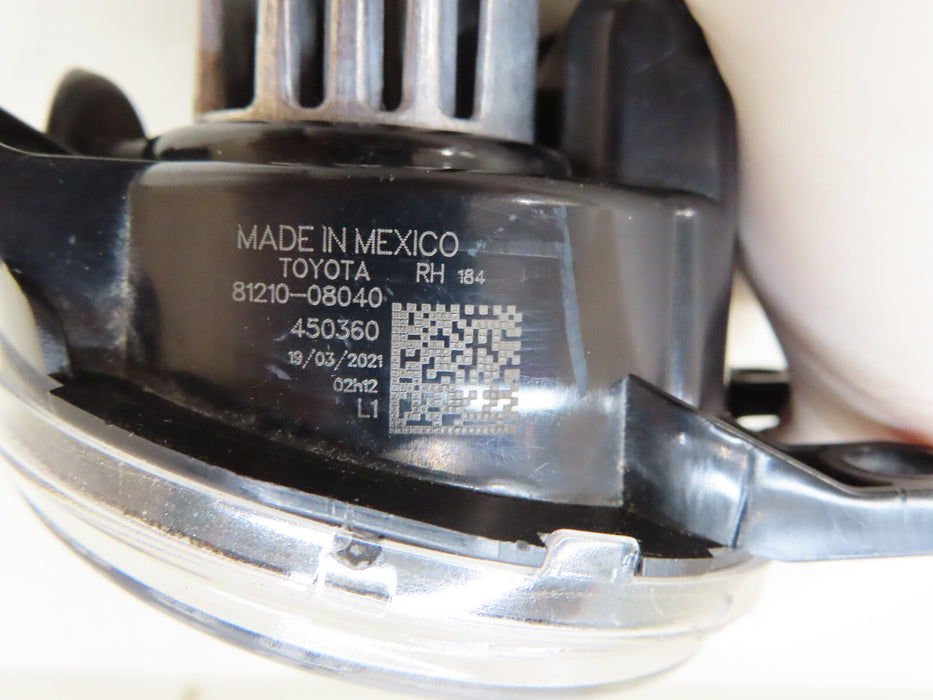 MADE IN MEXICO
TOYOTA RH 184
81210-08040
450360
19/03/2021
02h12
L1